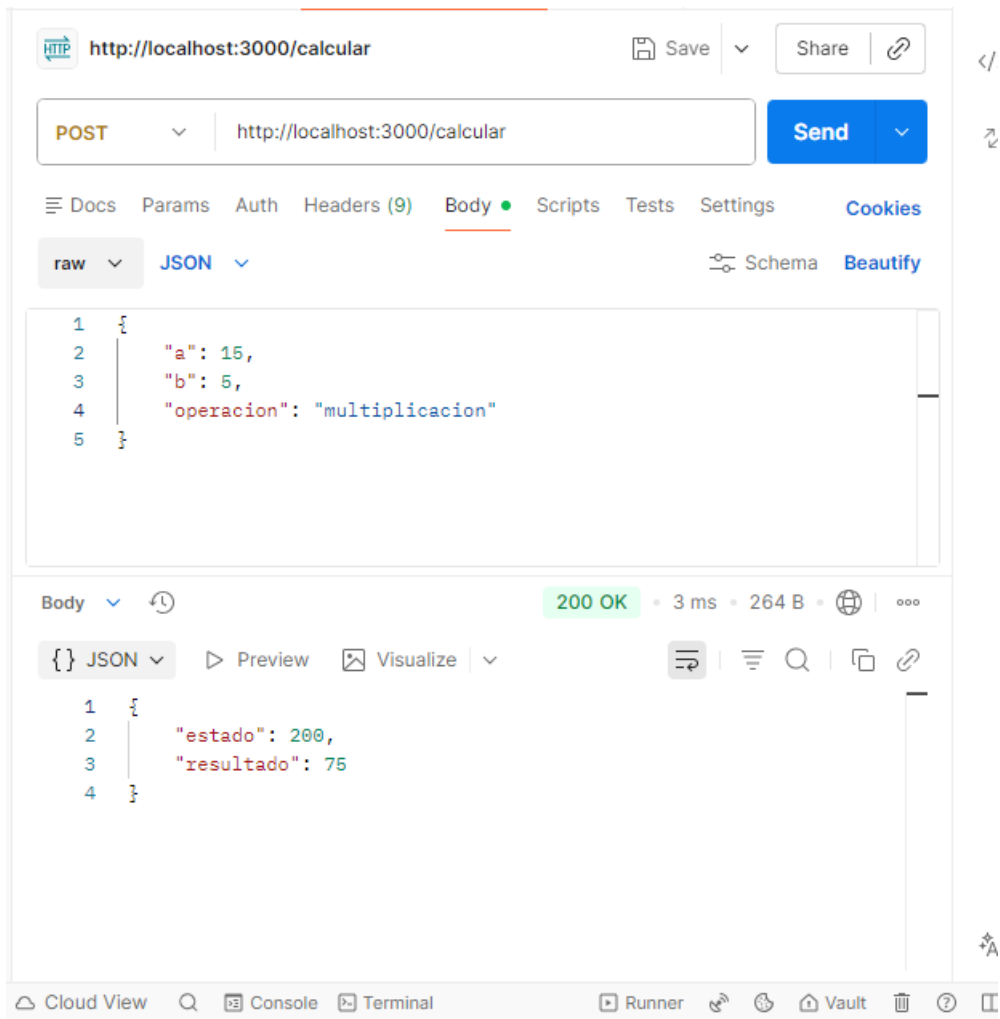 HTTP http://localhost:3000/calcular Save Share
POST http://localhost:3000/calcular Send
Docs Params Auth Headers (9) Body Scripts Tests Settings Cookies
raw JSON Schema Beautify
1 {
2 "a": 15,
3 "b": 5,
4 "operacion": "multiplicacion"
5 }
Body 200 OK 3 ms 264 B
{} JSON Preview Visualize
1 {
2 "estado": 200,
3 "resultado": 75
4 }
Cloud View Console Terminal Runner Vault